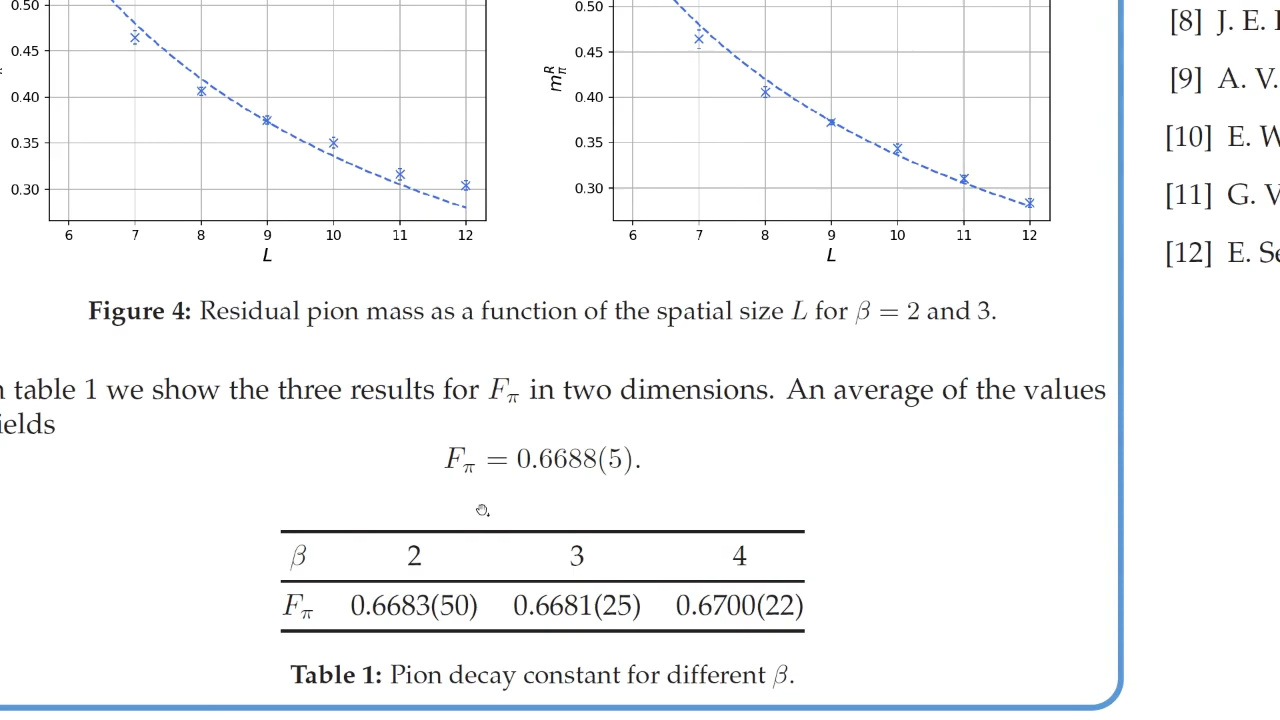 0.50
0.45
0.40
0.35
0.30
6 7 8 9 10 11 12
L
0.50
0.45
0.40
0.35
0.30
m_π^R
6 7 8 9 10 11 12
L
Figure 4: Residual pion mass as a function of the spatial size L for β = 2 and 3.
table 1 we show the three results for F_π in two dimensions. An average of the values
F_π = 0.6688(5).
β 2 3 4
F_π 0.6683(50) 0.6681(25) 0.6700(22)
Table 1: Pion decay constant for different β.
[8] J. E.
[9] A. V.
[10] E.
[11] G.
[12] E.